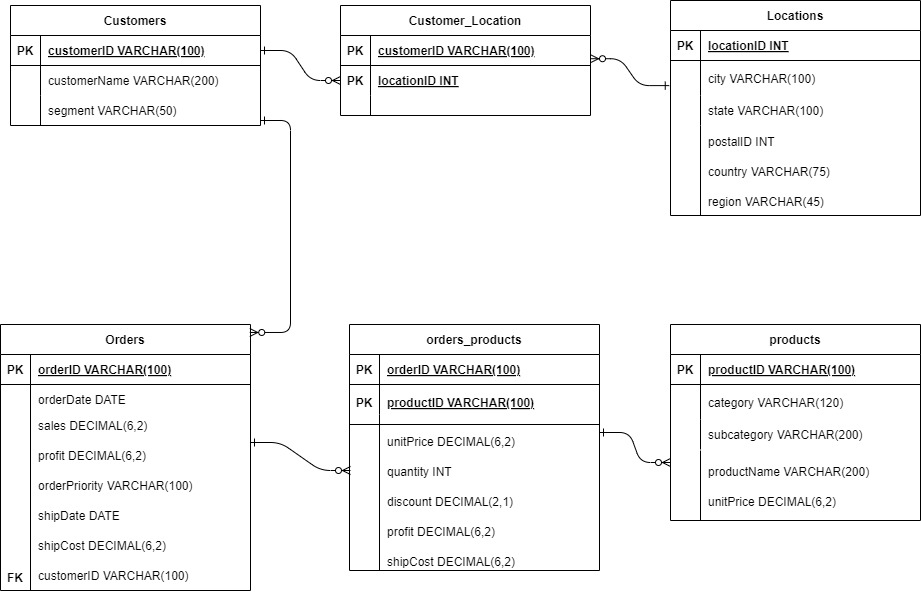 Customers
PK customerID VARCHAR(100)
customerName VARCHAR(200)
segment VARCHAR(50)
Customer_Location
PK customerID VARCHAR(100)
PK locationID INT
Locations
PK locationID INT
city VARCHAR(100)
state VARCHAR(100)
postalID INT
country VARCHAR(75)
region VARCHAR(45)
Orders
PK orderID VARCHAR(100)
orderDate DATE
sales DECIMAL(6,2)
profit DECIMAL(6,2)
orderPriority VARCHAR(100)
shipDate DATE
shipCost DECIMAL(6,2)
FK customerID VARCHAR(100)
orders_products
PK orderID VARCHAR(100)
PK productID VARCHAR(100)
unitPrice DECIMAL(6,2)
quantity INT
discount DECIMAL(2,1)
profit DECIMAL(6,2)
shipCost DECIMAL(6,2)
products
PK productID VARCHAR(100)
category VARCHAR(120)
subcategory VARCHAR(200)
productName VARCHAR(200)
unitPrice DECIMAL(6,2)